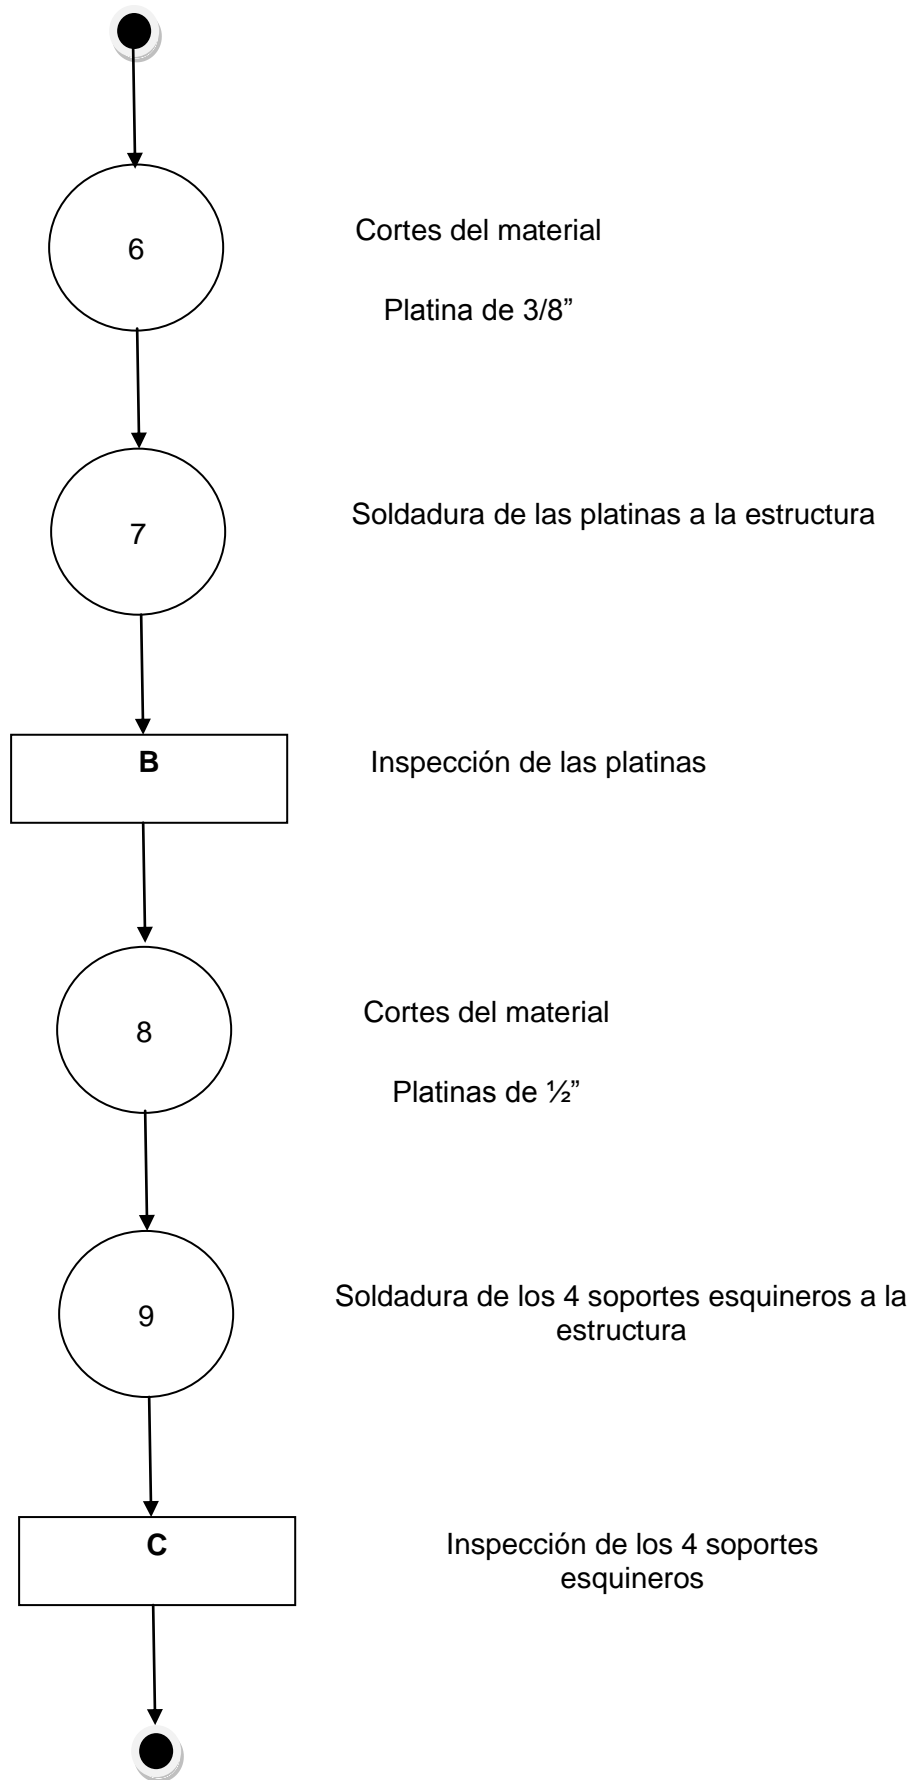 6
Cortes del material
Platina de 3/8”
7
Soldadura de las platinas a la estructura
B
Inspección de las platinas
8
Cortes del material
Platinas de ½”
9
Soldadura de los 4 soportes esquineros a la
estructura
C
Inspección de los 4 soportes
esquineros